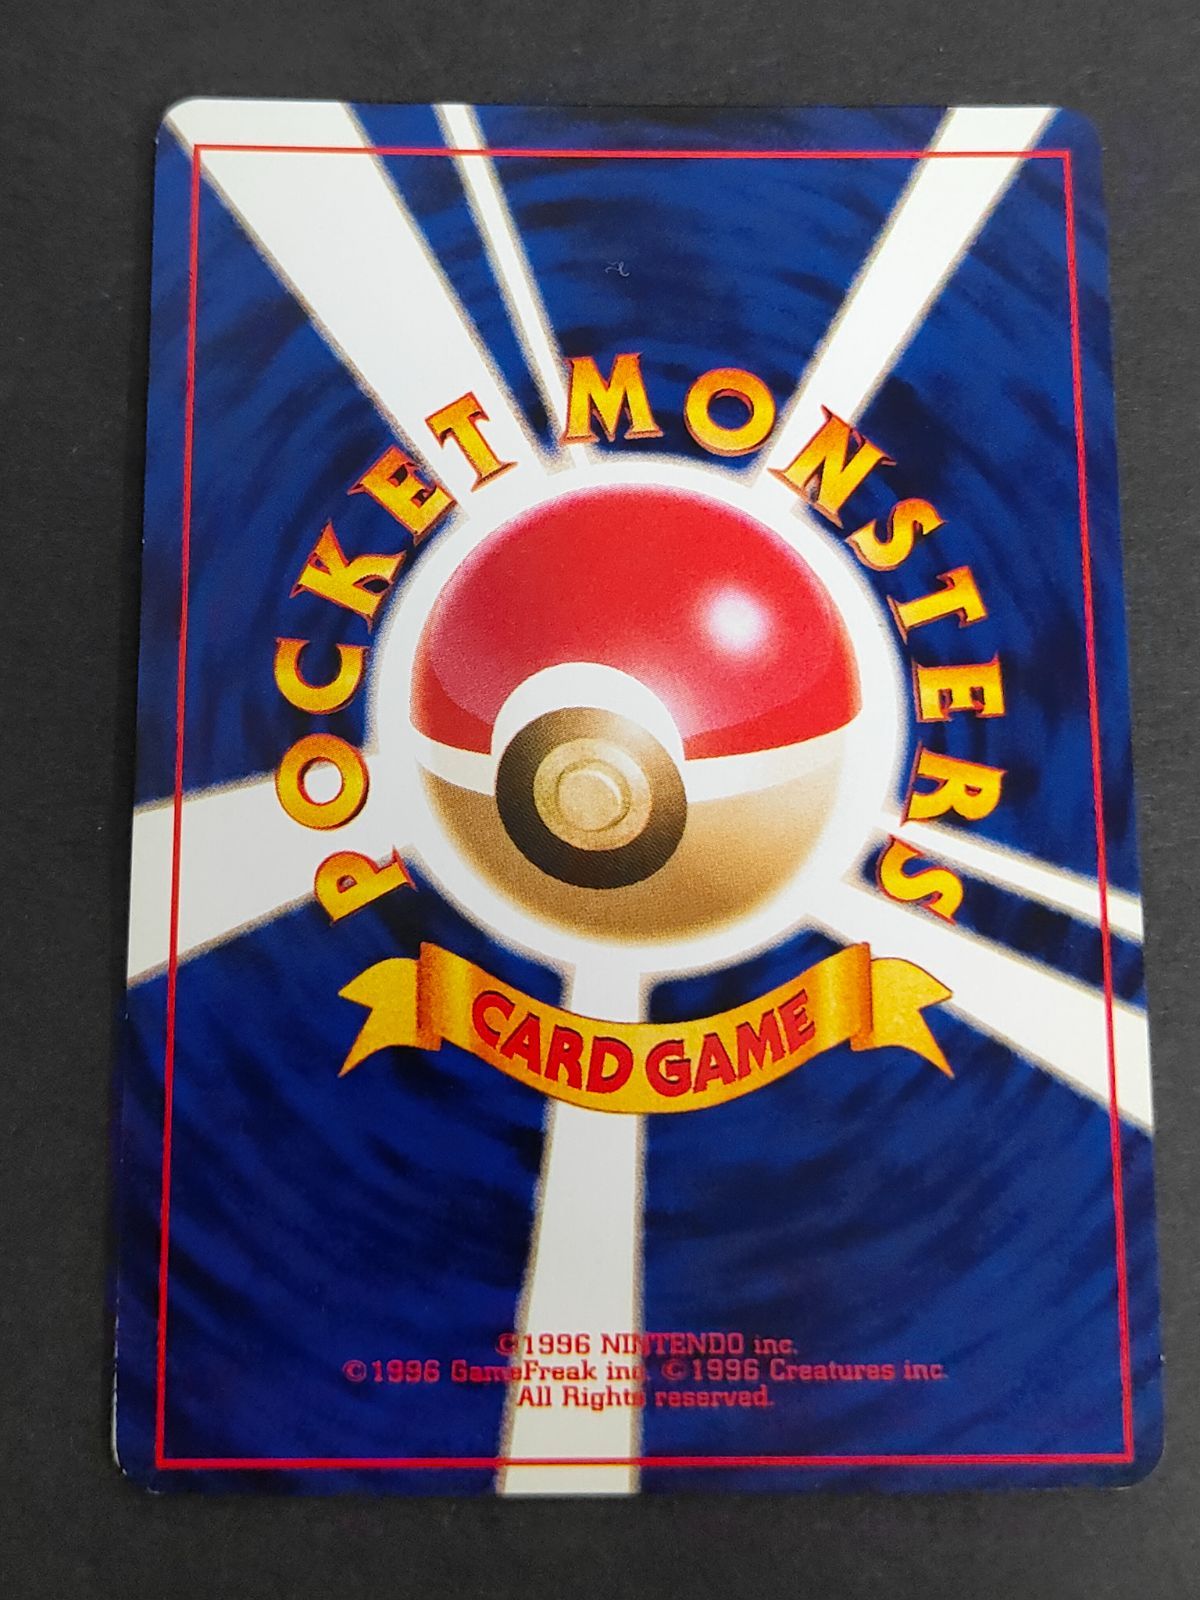 POCKET MONSTERS
CARD GAME
©1996 NINTENDO inc.
©1996 GameFreak inc. ©1996 Creatures inc.
All Rights reserved.